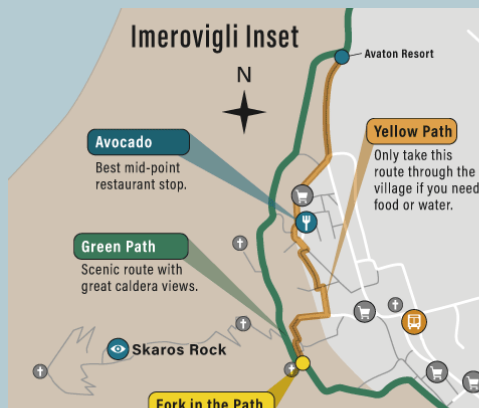 Imerovigli Inset
N
Avaton Resort
Avocado
Best mid-point
restaurant stop.
Yellow Path
Only take this
route through the
village if you need
food or water.
Green Path
Scenic route with
great caldera views.
Skaros Rock
Fork in the Path